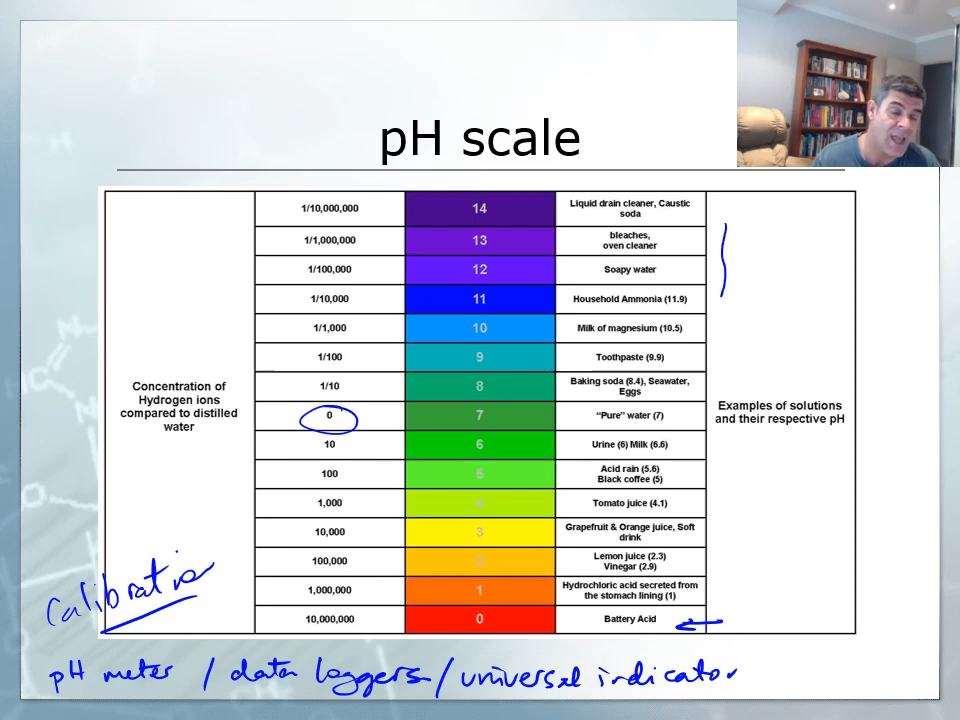 pH scale
1/10,000,000 14 Liquid drain cleaner, Caustic
soda
1/1,000,000 13 bleaches,
oven cleaner
1/100,000 12 Soapy water
1/10,000 11 Household Ammonia (11.9)
1/1,000 10 Milk of magnesium (10.5)
1/100 9 Toothpaste (9.9)
Concentration of
Hydrogen ions
compared to distilled
water
1/10 8 Baking soda (8.4), Seawater,
Eggs
0 7 “Pure” water (7)
Examples of solutions
and their respective pH
10 6 Urine (6) Milk (6.6)
100 5 Acid rain (5.6)
Black coffee (5)
1,000 4 Tomato juice (4.1)
10,000 3 Grapefruit & Orange juice, Soft
drink
100,000 2 Lemon juice (2.3)
Vinegar (2.9)
1,000,000 1 Hydrochloric acid secreted from
the stomach lining (1)
10,000,000 0 Battery Acid
Calibration
pH meter / data loggers / universal indicator